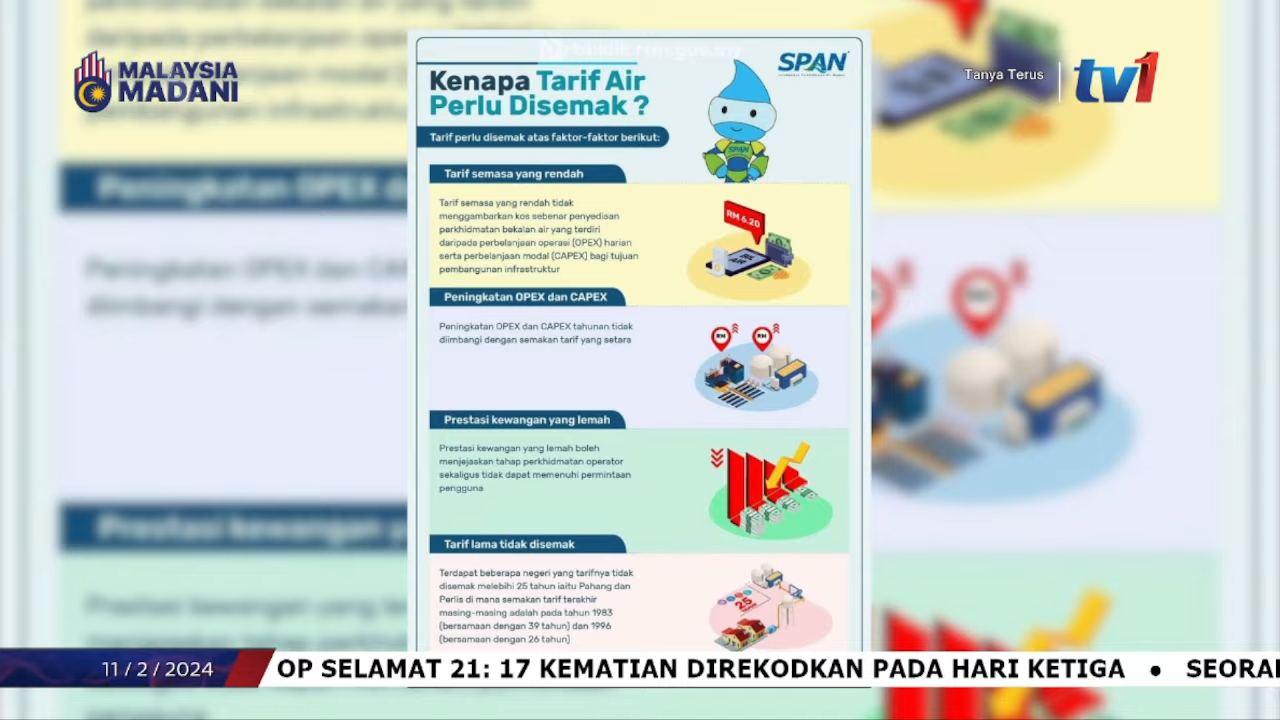 MALAYSIA
MADANI
Tanya Terus
tv1
SPAN
Kenapa Tarif Air
Perlu Disemak ?
Tarif perlu disemak atas faktor-faktor berikut:
SPAN
Tarif semasa yang rendah
Tarif semasa yang rendah tidak
menggambarkan kos sebenar penyediaan
perkhidmatan bekalan air yang terdiri
daripada perbelanjaan operasi (OPEX) harian
serta perbelanjaan modal (CAPEX) bagi tujuan
pembangunan infrastruktur
RM 6.20
BIL
AIR
Peningkatan OPEX dan CAPEX
Peningkatan OPEX dan CAPEX tahunan tidak
diimbangi dengan semakan tarif yang setara
RM
RM
Prestasi kewangan yang lemah
Prestasi kewangan yang lemah boleh
menjejaskan tahap perkhidmatan operator
sekaligus tidak dapat memenuhi permintaan
pengguna
Tarif lama tidak disemak
Terdapat beberapa negeri yang tarifnya tidak
disemak melebihi 25 tahun iaitu Pahang dan
Perlis di mana semakan tarif terakhir
masing-masing adalah pada tahun 1983
(bersamaan dengan 39 tahun) dan 1996
(bersamaan dengan 26 tahun)
25
11 / 2 / 2024
OP SELAMAT 21: 17 KEMATIAN DIREKODKAN PADA HARI KETIGA • SEORA